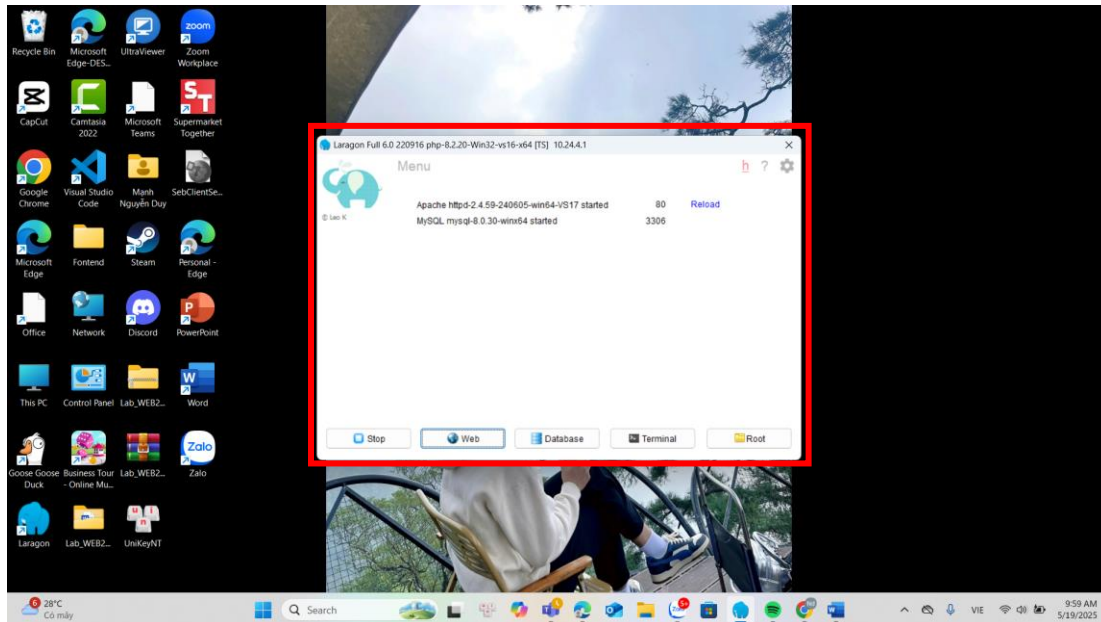 Recycle Bin
Microsoft Edge-DES...
UltraViewer
zoom
Zoom Workplace
CapCut
Camtasia 2022
Microsoft Teams
ST
Supermarket Together
Google Chrome
Visual Studio Code
Mạnh Nguyễn Duy
SebClientSe...
Microsoft Edge
Fontend
Steam
Personal - Edge
Office
Network
Discord
P
PowerPoint
This PC
Control Panel
Lab_WEB2...
W
Word
Goose Goose Duck
Business Tour - Online Mu...
Lab_WEB2...
Zalo
Zalo
Laragon
Lab_WEB2...
u n i
UniKeyNT
Laragon Full 6.0 220916 php-8.2.20-Win32-vs16-x64 [TS] 10.24.4.1
Menu
h ?
© Leo K
Apache httpd-2.4.59-240605-win64-VS17 started 80 Reload
MySQL mysql-8.0.30-winx64 started 3306
Stop Web Database Terminal Root
6
28°C
Có mây
Search
5+
VIE
9:59 AM
5/19/2025